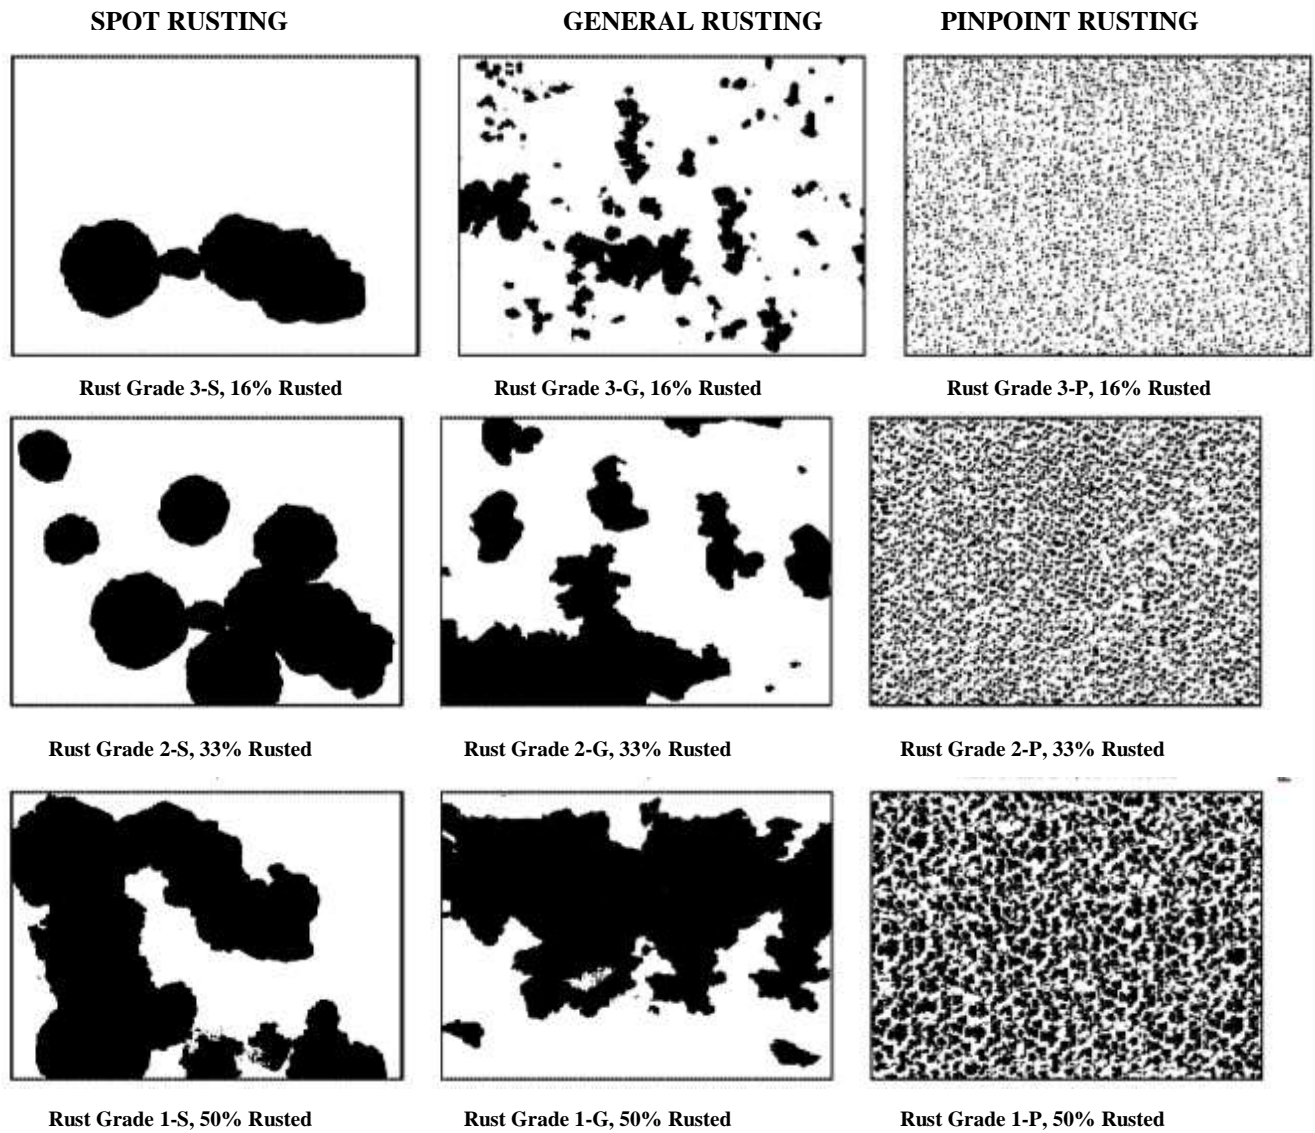 SPOT RUSTING GENERAL RUSTING PINPOINT RUSTING
Rust Grade 3-S, 16% Rusted Rust Grade 3-G, 16% Rusted Rust Grade 3-P, 16% Rusted
Rust Grade 2-S, 33% Rusted Rust Grade 2-G, 33% Rusted Rust Grade 2-P, 33% Rusted
Rust Grade 1-S, 50% Rusted Rust Grade 1-G, 50% Rusted Rust Grade 1-P, 50% Rusted